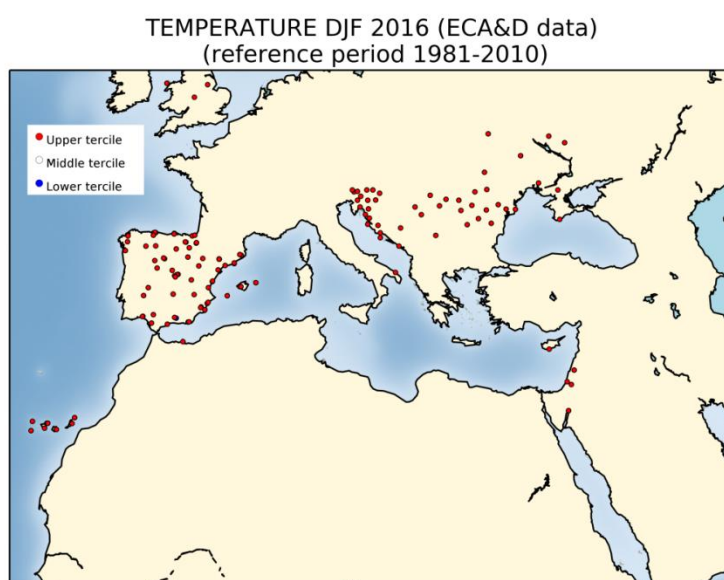 TEMPERATURE DJF 2016 (ECA&D data)
(reference period 1981-2010)
Upper tercile
Middle tercile
Lower tercile